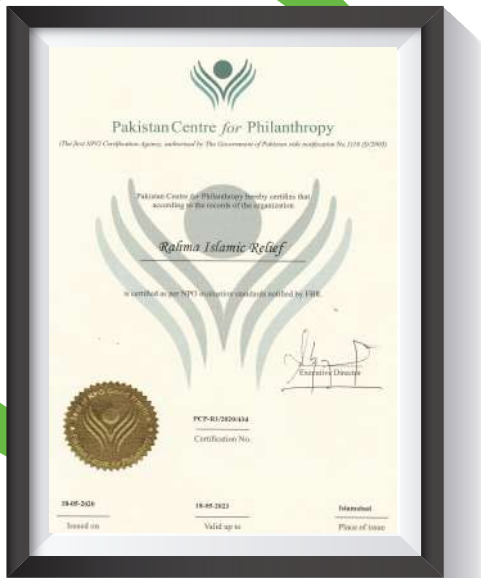 Pakistan Centre for Philanthropy
(The first NPO Certification Agency, authorised by The Government of Pakistan vide notification No. 1116 (I)/2003)
Pakistan Centre for Philanthropy hereby certifies that
according to the records of the organization
Rahma Islamic Relief
is certified as per NPO evaluation standards notified by FBR.
Executive Director
PCP-R1/2020/434
Certification No.
18-05-2020
18-05-2023
Islamabad
Issued on
Valid up to
Place of issue